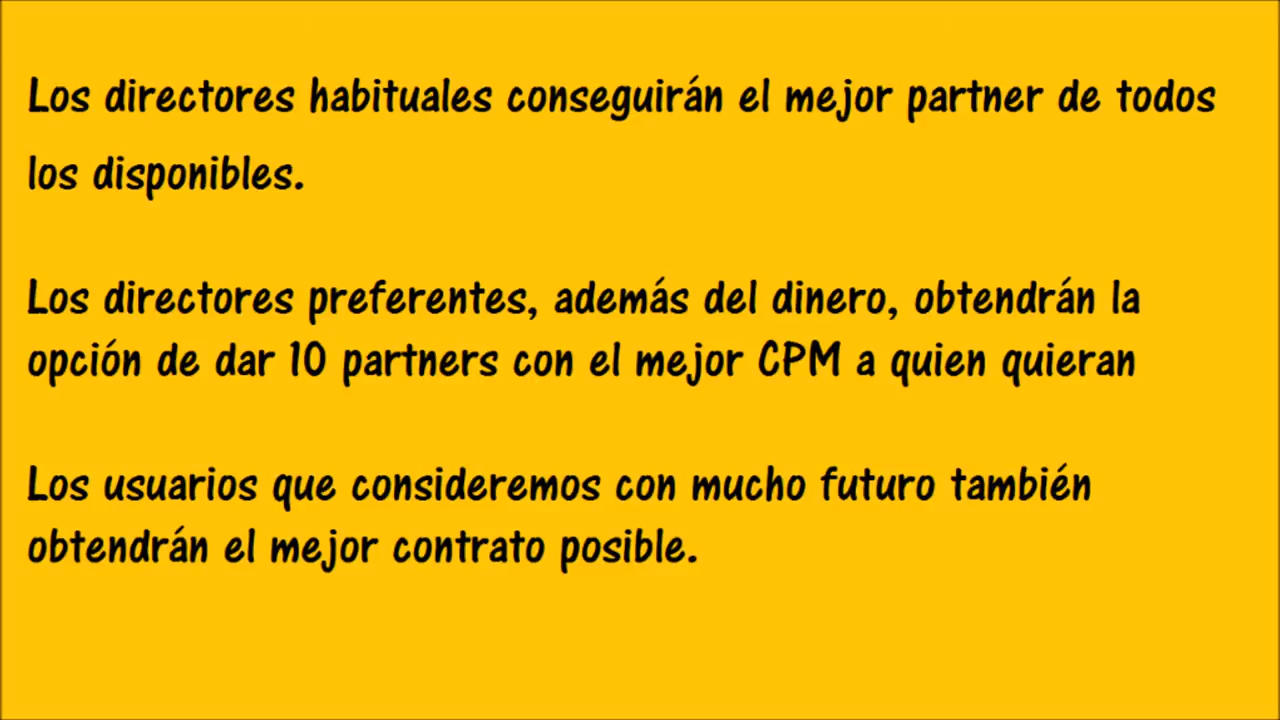 Los directores habituales conseguirán el mejor partner de todos
los disponibles.
Los directores preferentes, además del dinero, obtendrán la
opción de dar 10 partners con el mejor CPM a quien quieran
Los usuarios que consideremos con mucho futuro también
obtendrán el mejor contrato posible.